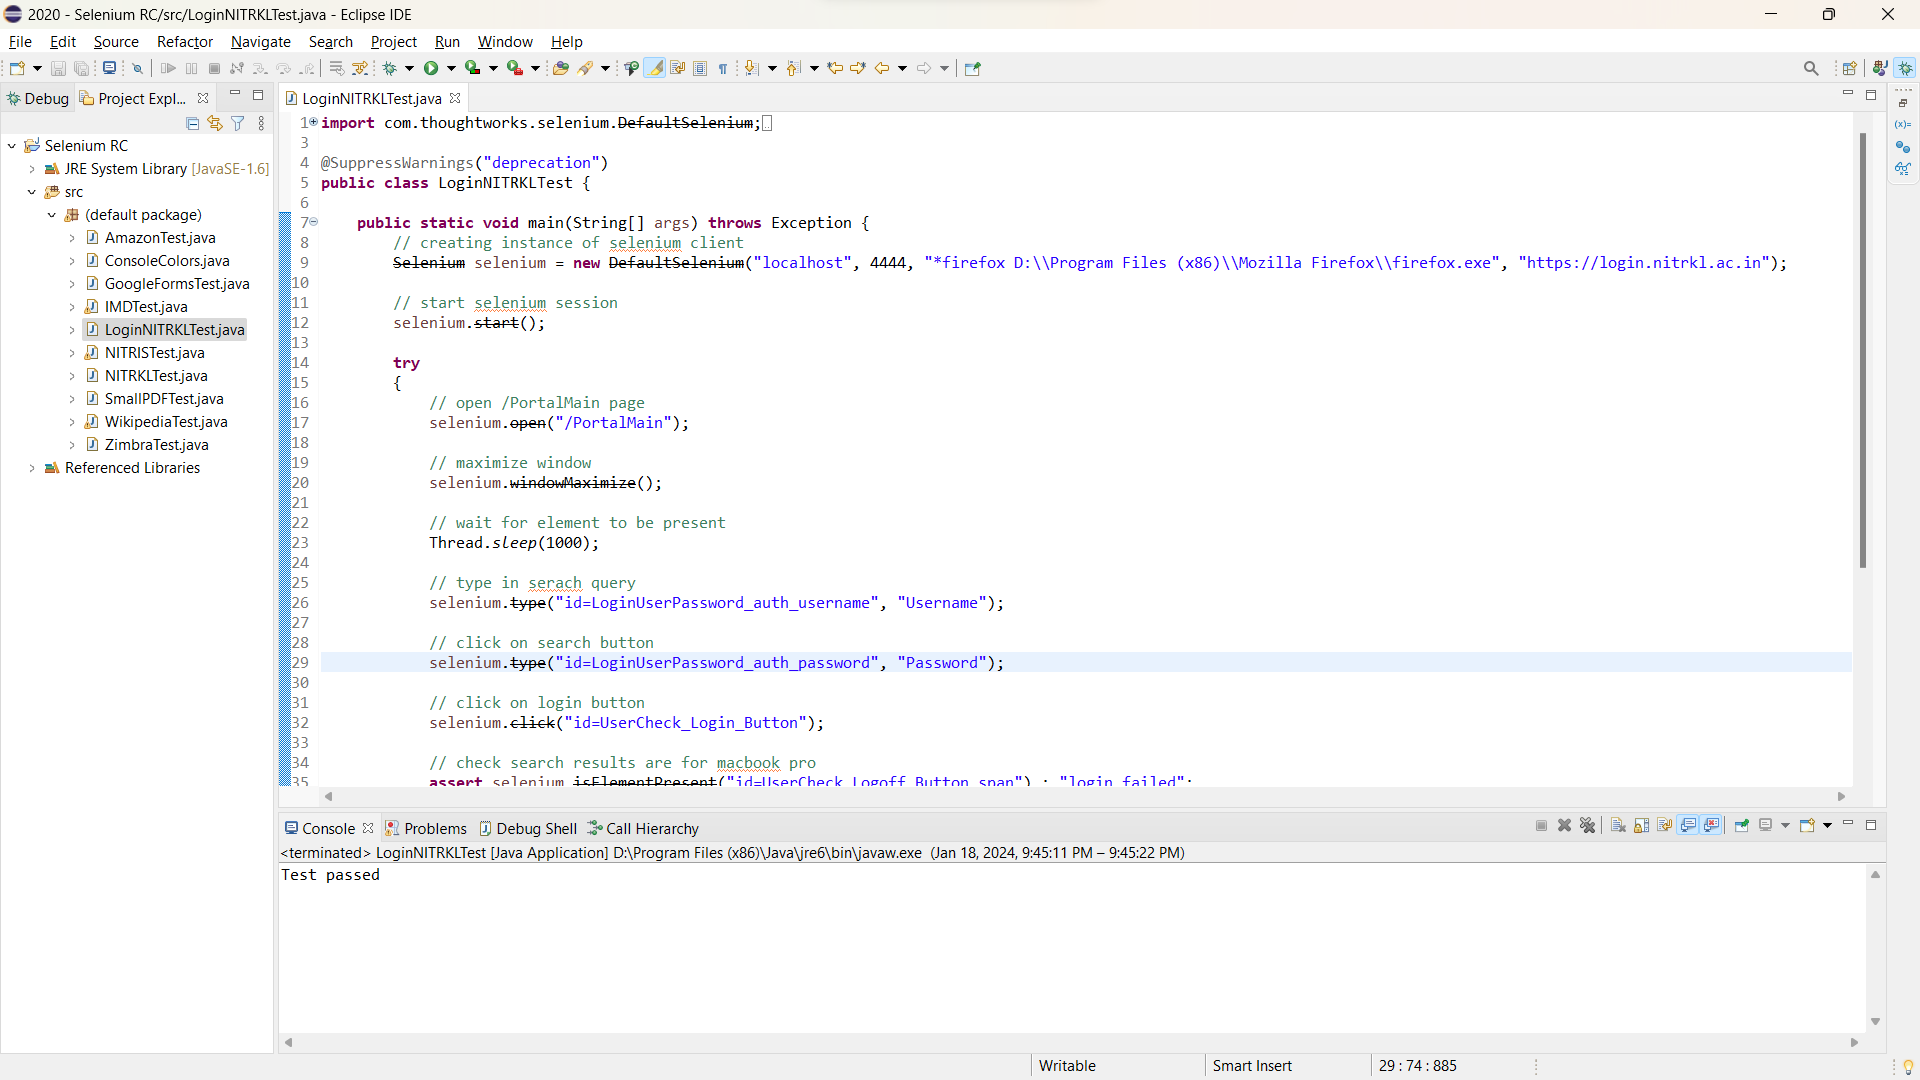 2020 - Selenium RC/src/LoginNITRKLTest.java - Eclipse IDE
File Edit Source Refactor Navigate Search Project Run Window Help
Debug Project Expl... LoginNITRKLTest.java
Selenium RC
JRE System Library [JavaSE-1.6]
src
(default package)
AmazonTest.java
ConsoleColors.java
GoogleFormsTest.java
IMDTest.java
LoginNITRKLTest.java
NITRISTest.java
NITRKLTest.java
SmallPDFTest.java
WikipediaTest.java
ZimbraTest.java
Referenced Libraries
1 import com.thoughtworks.selenium.DefaultSelenium;
3
4 @SuppressWarnings("deprecation")
5 public class LoginNITRKLTest {
6
7 public static void main(String[] args) throws Exception {
8 // creating instance of selenium client
9 Selenium selenium = new DefaultSelenium("localhost", 4444, "*firefox D:\\Program Files (x86)\\Mozilla Firefox\\firefox.exe", "https://login.nitrkl.ac.in");
10
11 // start selenium session
12 selenium.start();
13
14 try
15 {
16 // open /PortalMain page
17 selenium.open("/PortalMain");
18
19 // maximize window
20 selenium.windowMaximize();
21
22 // wait for element to be present
23 Thread.sleep(1000);
24
25 // type in serach query
26 selenium.type("id=LoginUserPassword_auth_username", "Username");
27
28 // click on search button
29 selenium.type("id=LoginUserPassword_auth_password", "Password");
30
31 // click on login button
32 selenium.click("id=UserCheck_Login_Button");
33
34 // check search results are for macbook pro
35 assert selenium.isElementPresent("id=UserCheck_Logoff_Button_span") : "login failed";
Console Problems Debug Shell Call Hierarchy
<terminated> LoginNITRKLTest [Java Application] D:\Program Files (x86)\Java\jre6\bin\javaw.exe (Jan 18, 2024, 9:45:11 PM – 9:45:22 PM)
Test passed
Writable Smart Insert 29 : 74 : 885